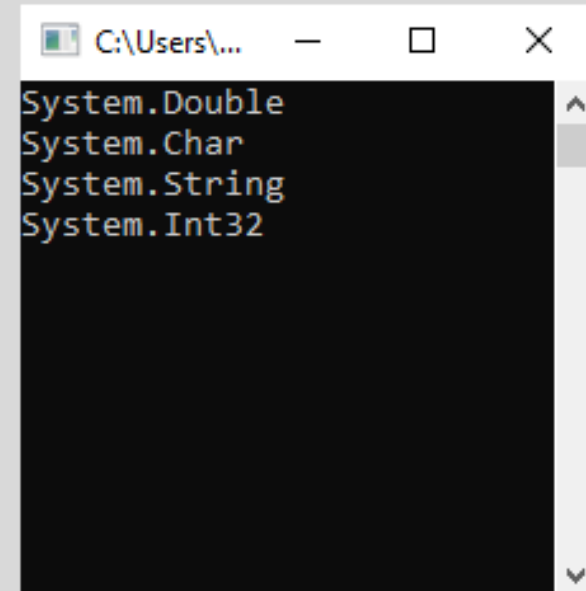 C:\Users\...
System.Double
System.Char
System.String
System.Int32